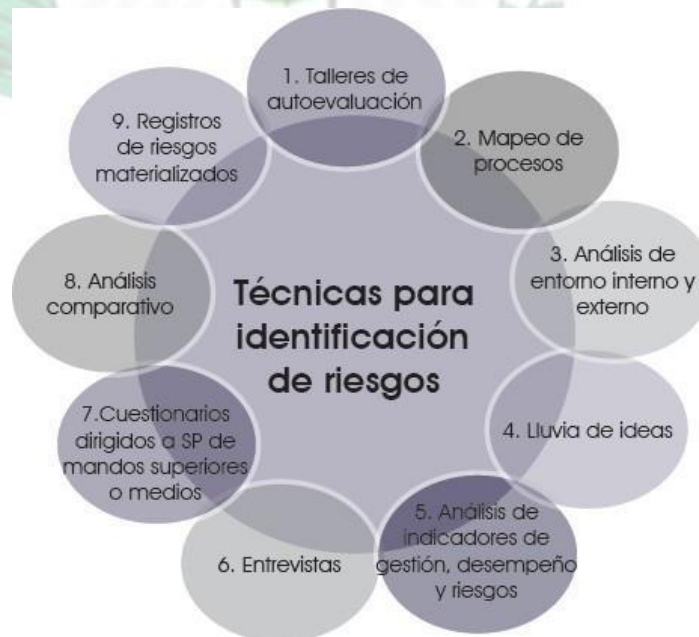 Técnicas para
identificación
de riesgos
1. Talleres de
autoevaluación
2. Mapeo de
procesos
3. Análisis de
entorno interno y
externo
4. Lluvia de ideas
5. Análisis de
indicadores de
gestión, desempeño
y riesgos
6. Entrevistas
7.Cuestionarios
dirigidos a SP de
mandos superiores
o medios
8. Análisis
comparativo
9. Registros
de riesgos
materializados